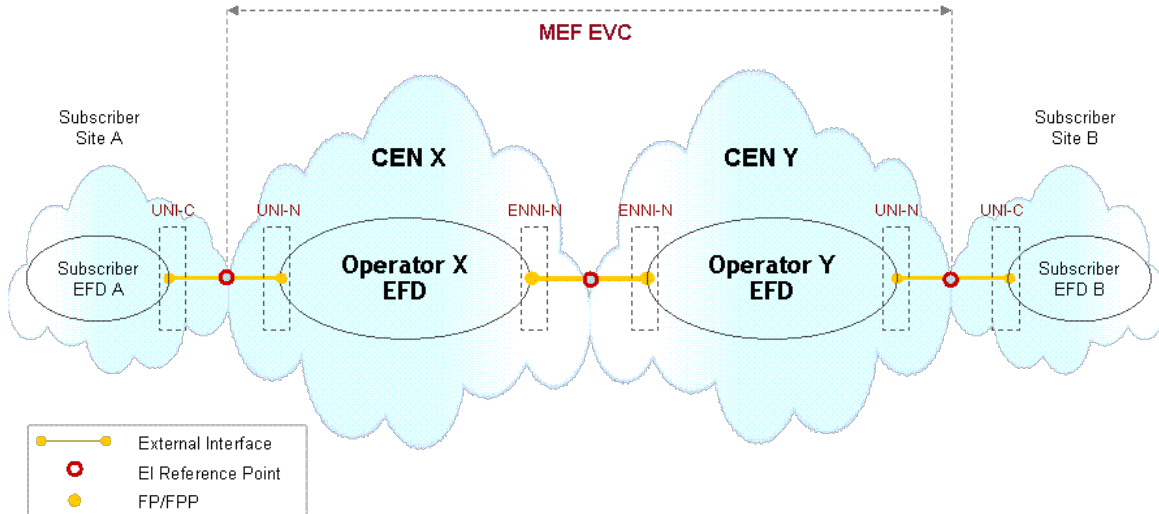 MEF EVC
Subscriber
Site A
Subscriber
Site B
CEN X
CEN Y
UNI-C
UNI-N
ENNI-N
ENNI-N
UNI-N
UNI-C
Subscriber
EFD A
Operator X
EFD
Operator Y
EFD
Subscriber
EFD B
External Interface
EI Reference Point
FP/FPP